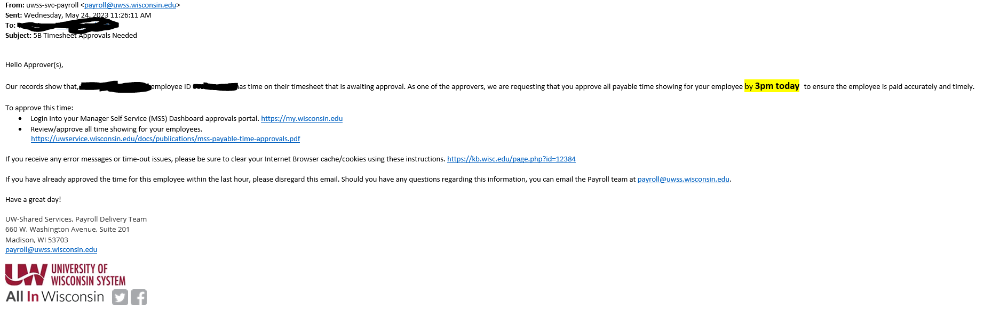 From: uwss-svc-payroll <payroll@uwss.wisconsin.edu>
Sent: Wednesday, May 24, 2023 11:26:11 AM
To:
Subject: 5B Timesheet Approvals Needed
Hello Approver(s),
Our records show that, employee ID has time on their timesheet that is awaiting approval. As one of the approvers, we are requesting that you approve all payable time showing for your employee by 3pm today to ensure the employee is paid accurately and timely.
To approve this time:
• Login into your Manager Self Service (MSS) Dashboard approvals portal. https://my.wisconsin.edu
• Review/approve all time showing for your employees.
https://uwservice.wisconsin.edu/docs/publications/mss-payable-time-approvals.pdf
If you receive any error messages or time-out issues, please be sure to clear your Internet Browser cache/cookies using these instructions. https://kb.wisc.edu/page.php?id=12384
If you have already approved the time for this employee within the last hour, please disregard this email. Should you have any questions regarding this information, you can email the Payroll team at payroll@uwss.wisconsin.edu.
Have a great day!
UW-Shared Services, Payroll Delivery Team
660 W. Washington Avenue, Suite 201
Madison, WI 53703
payroll@uwss.wisconsin.edu
UW UNIVERSITY OF
WISCONSIN SYSTEM
All In Wisconsin